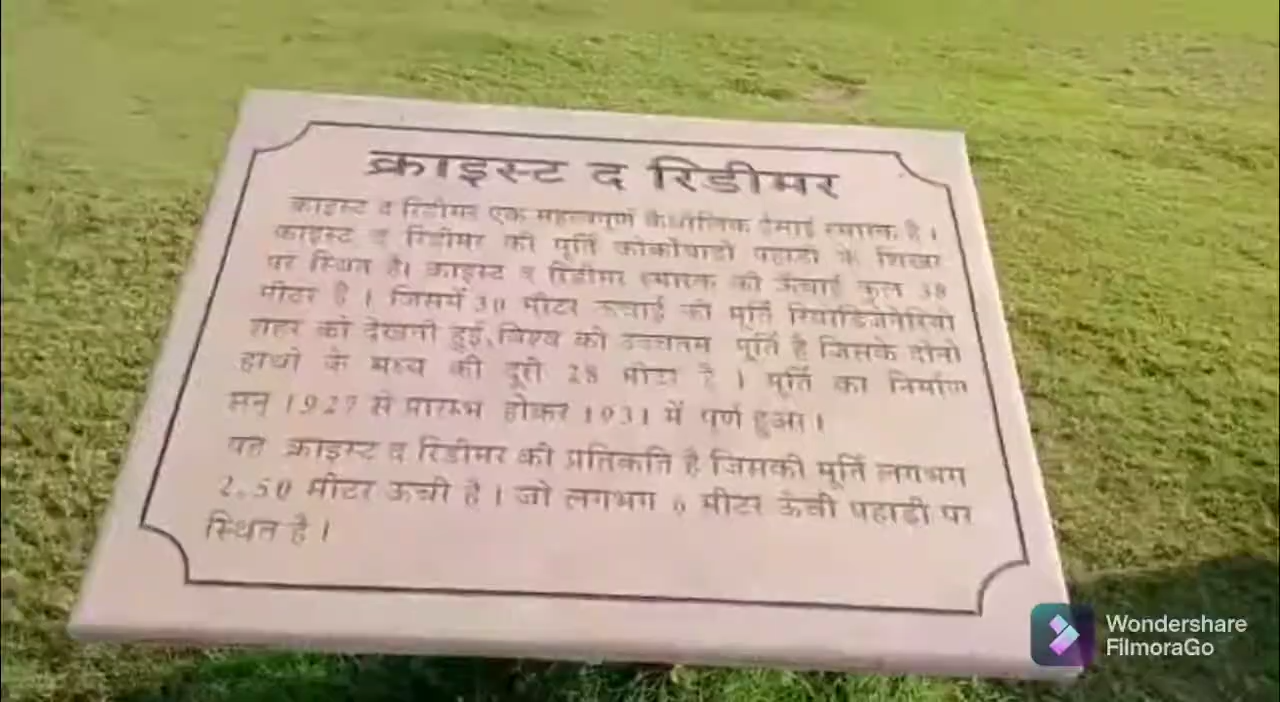 क्राइस्ट द रिडीमर
क्राइस्ट द रिडीमर एक महत्वपूर्ण कैथोलिक ईसाई स्मारक है।
क्राइस्ट द रिडीमर की मूर्ति कोर्कोवाडो पहाडी के शिखर
पर स्थित है। क्राइस्ट द रिडीमर स्मारक की ऊँचाई कुल 38
मीटर है। जिसमें 30 मीटर ऊचाई की मूर्ति रियोडिजेनेरियो
शहर को देखती हुई, विश्व की उच्चतम मूर्ति है जिसके दोनो
हाथो के मध्य की दूरी 28 मीटर है। मूर्ति का निर्माण
सन् 1927 से प्रारम्भ होकर 1931 में पूर्ण हुआ।
यह क्राइस्ट द रिडीमर की प्रतिकृति है जिसकी मूर्ति लगभग
2.50 मीटर ऊची है। जो लगभग 6 मीटर ऊंची पहाडी पर
स्थित है।
Wondershare
FilmoraGo